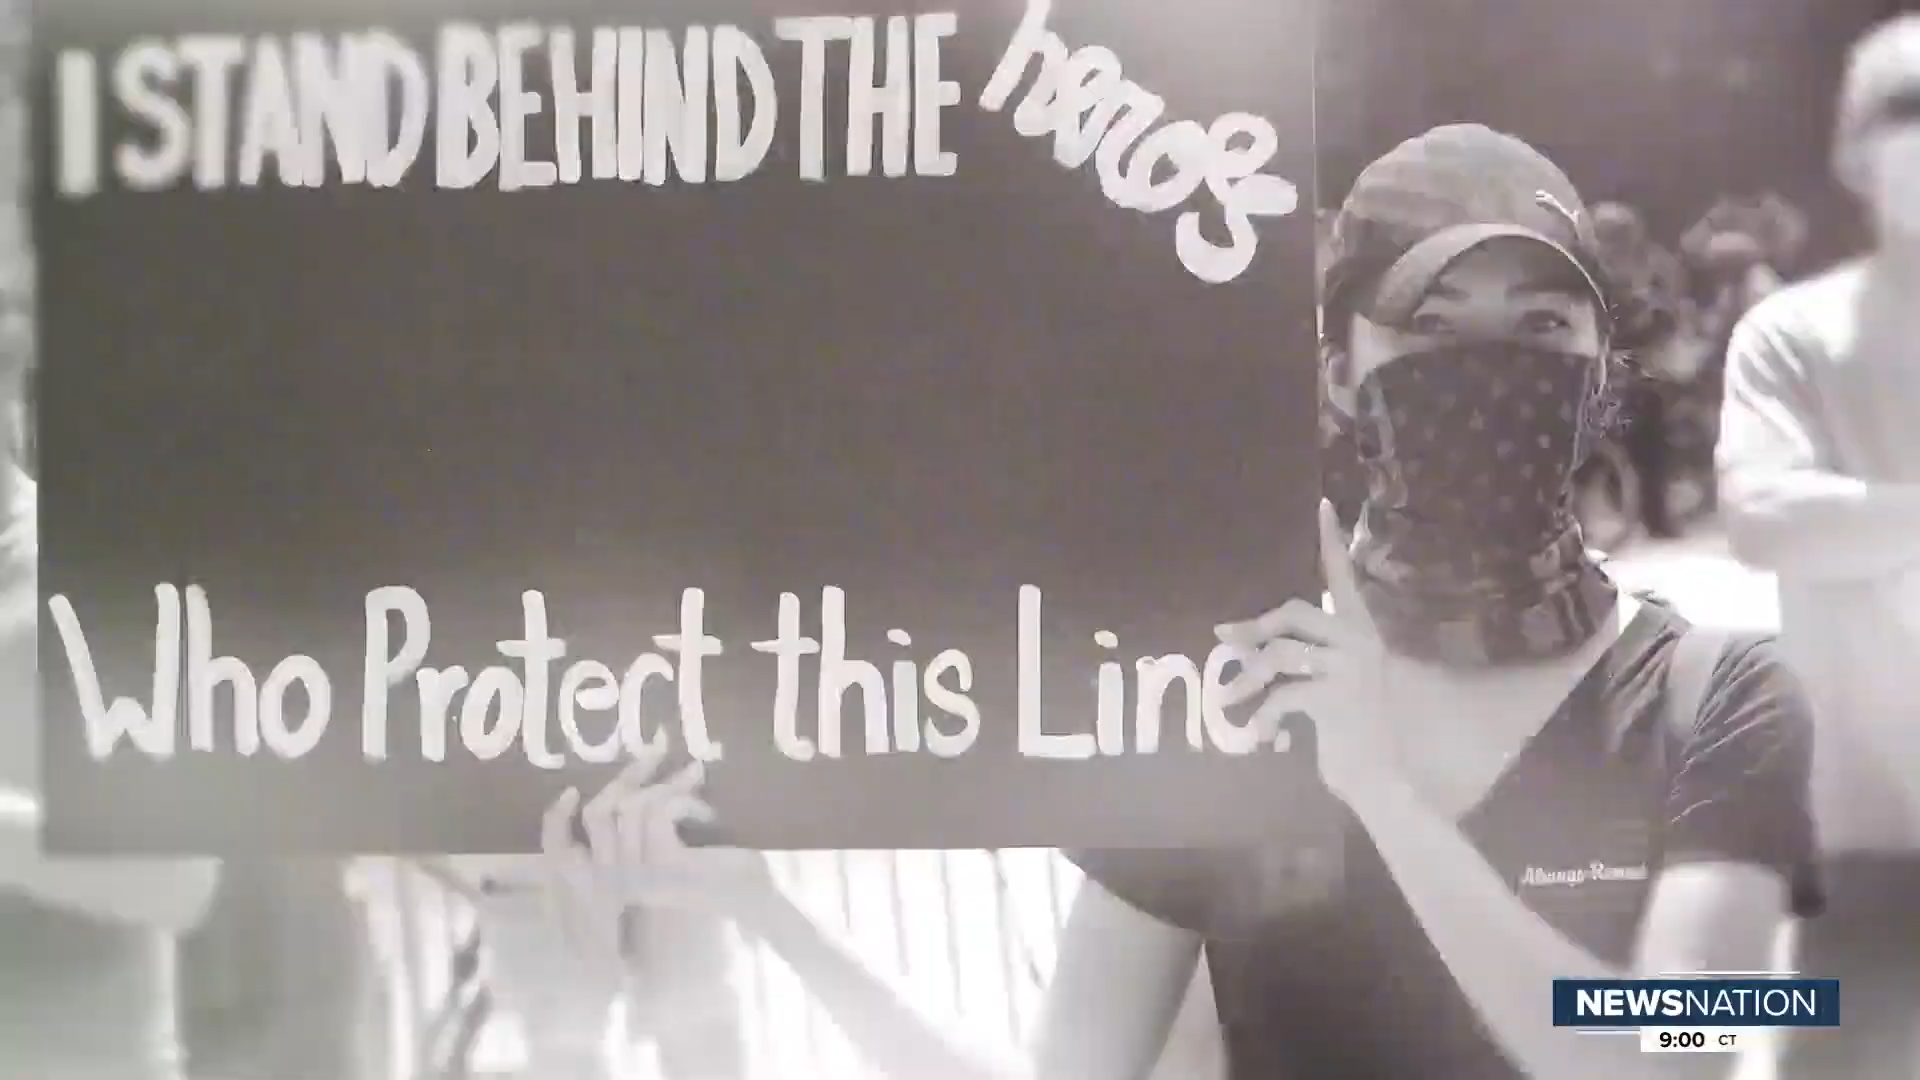 I STAND BEHIND THE heroes
Who Protect this Line.
NEWSNATION
9:00 CT